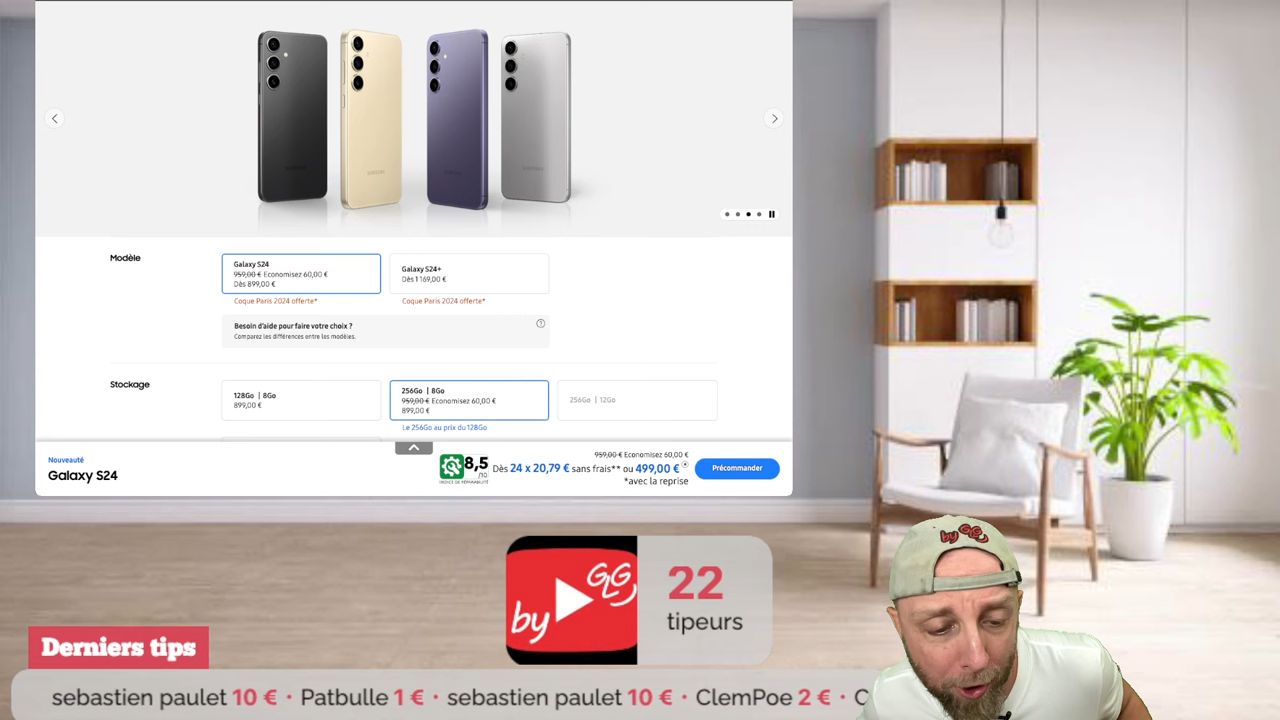 Modèle
Galaxy S24
959,00 € Economisez 60,00 €
Dès 899,00 €
Coque Paris 2024 offerte*
Galaxy S24+
Dès 1 169,00 €
Coque Paris 2024 offerte*
Besoin d'aide pour faire votre choix ?
Comparez les différences entre les modèles.
Stockage
128Go | 8Go
899,00 €
256Go | 8Go
959,00 € Economisez 60,00 €
899,00 €
Le 256Go au prix du 128Go
256Go | 12Go
Nouveauté
Galaxy S24
8,5
/10
INDICE DE RÉPARABILITÉ
959,00 € Economisez 60,00 €
Dès 24 x 20,79 € sans frais** ou 499,00 €
*avec la reprise
Précommander
by GLG
22
tipeurs
Derniers tips
sebastien paulet 10 € · Patbulle 1 € · sebastien paulet 10 € · ClemPoe 2 € · C